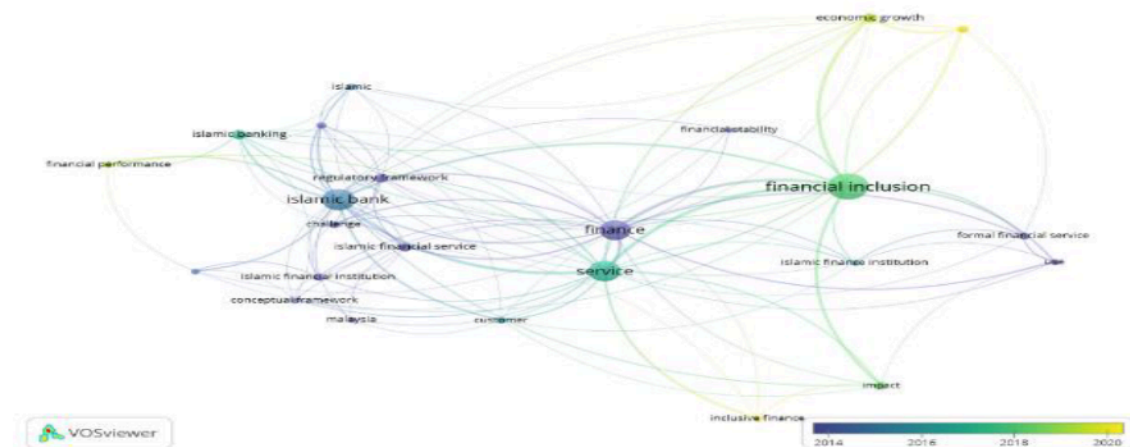 economic growth
islamic
islamic banking
financial stability
financial performance
regulatory framework
financial inclusion
islamic bank
challenge
finance
formal financial service
islamic financial service
islamic finance institution
use
service
islamic financial institution
conceptual framework
malaysia
customer
impact
inclusive finance
VOSviewer
2014 2016 2018 2020